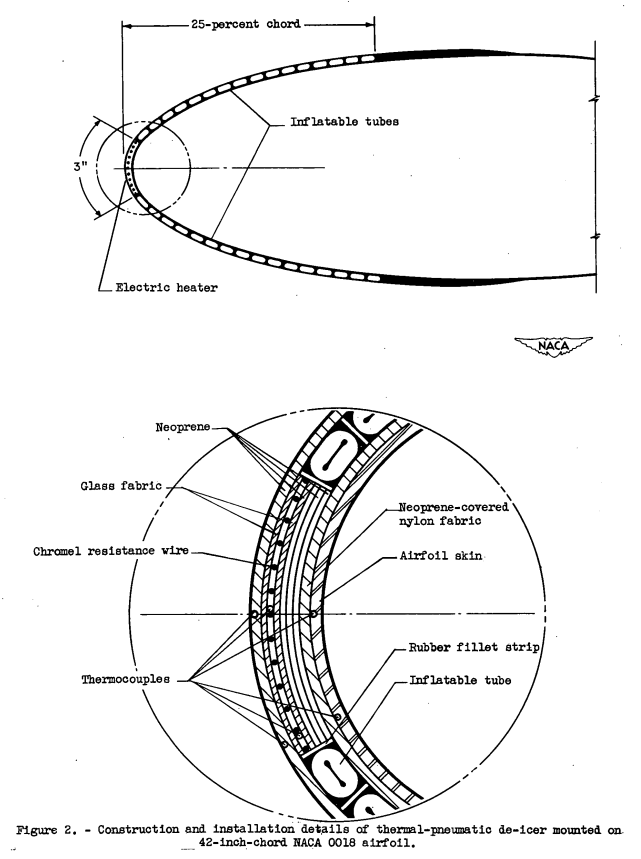 25-percent chord
Inflatable tubes
3"
Electric heater
NACA
Neoprene
Glass fabric
Neoprene-covered
nylon fabric
Chromel resistance wire
Airfoil skin
Rubber fillet strip
Thermocouples
Inflatable tube
Figure 2. - Construction and installation details of thermal-pneumatic de-icer mounted on
42-inch-chord NACA 0018 airfoil.